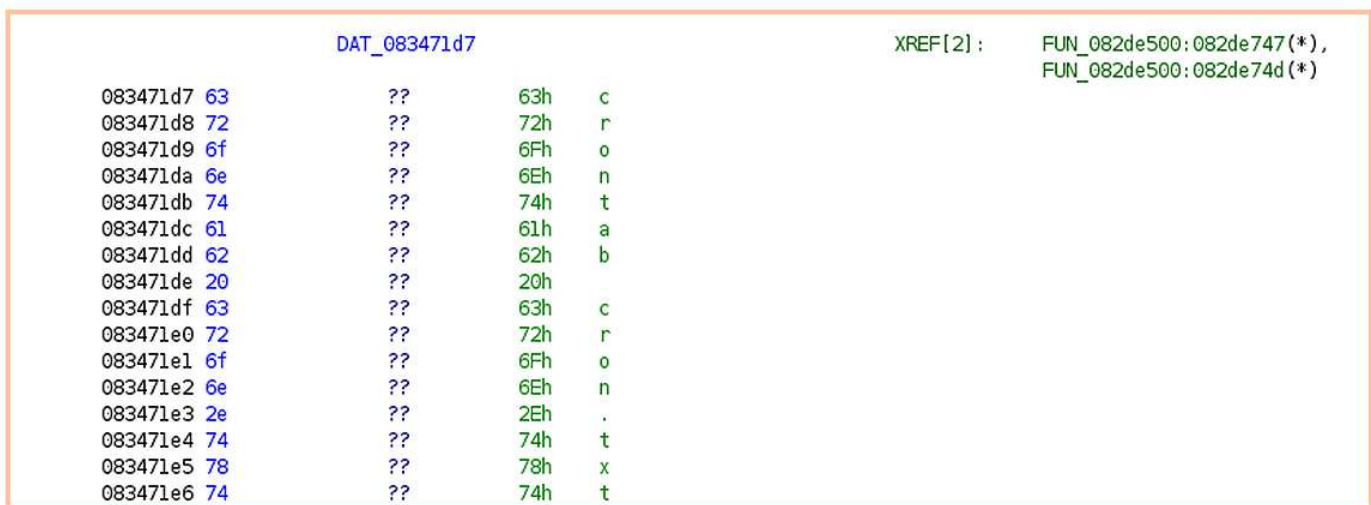 DAT_083471d7 XREF[2]: FUN_082de500:082de747(*),
FUN_082de500:082de74d(*)
083471d7 63 ?? 63h c
083471d8 72 ?? 72h r
083471d9 6f ?? 6Fh o
083471da 6e ?? 6Eh n
083471db 74 ?? 74h t
083471dc 61 ?? 61h a
083471dd 62 ?? 62h b
083471de 20 ?? 20h
083471df 63 ?? 63h c
083471e0 72 ?? 72h r
083471e1 6f ?? 6Fh o
083471e2 6e ?? 6Eh n
083471e3 2e ?? 2Eh .
083471e4 74 ?? 74h t
083471e5 78 ?? 78h x
083471e6 74 ?? 74h t